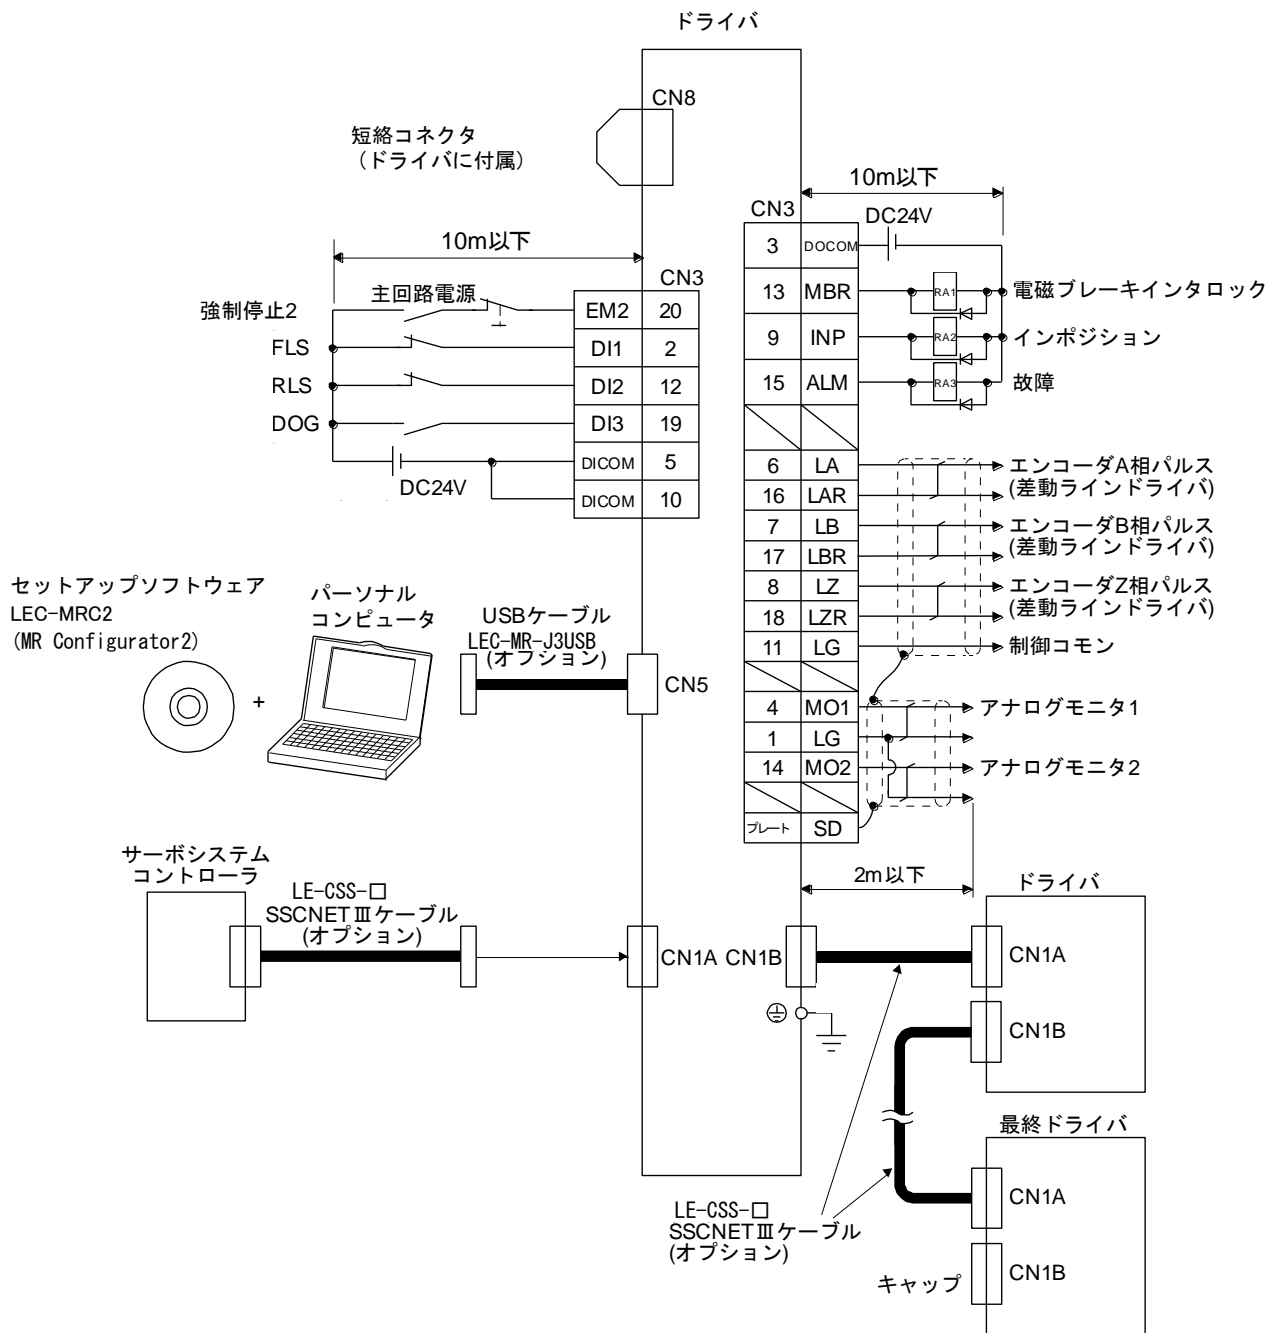 ドライバ
CN8
短絡コネクタ
(ドライバに付属)
10m以下
CN3
DC24V
3 DOCOM
13 MBR RA1 電磁ブレーキインタロック
9 INP RA2 インポジション
15 ALM RA3 故障
6 LA エンコーダA相パルス
16 LAR (差動ラインドライバ)
7 LB エンコーダB相パルス
17 LBR (差動ラインドライバ)
8 LZ エンコーダZ相パルス
18 LZR (差動ラインドライバ)
11 LG 制御コモン
4 MO1 アナログモニタ1
1 LG
14 MO2 アナログモニタ2
プレート SD
2m以下
10m以下
CN3
強制停止2 主回路電源 EM2 20
FLS DI1 2
RLS DI2 12
DOG DI3 19
DICOM 5
DC24V
DICOM 10
セットアップソフトウェア
LEC-MRC2
(MR Configurator2)
+
パーソナル
コンピュータ
USBケーブル
LEC-MR-J3USB
(オプション)
CN5
サーボシステム
コントローラ
LE-CSS-□
SSCNETⅢケーブル
(オプション)
CN1A CN1B
ドライバ
CN1A
CN1B
最終ドライバ
CN1A
CN1B
キャップ
LE-CSS-□
SSCNETⅢケーブル
(オプション)